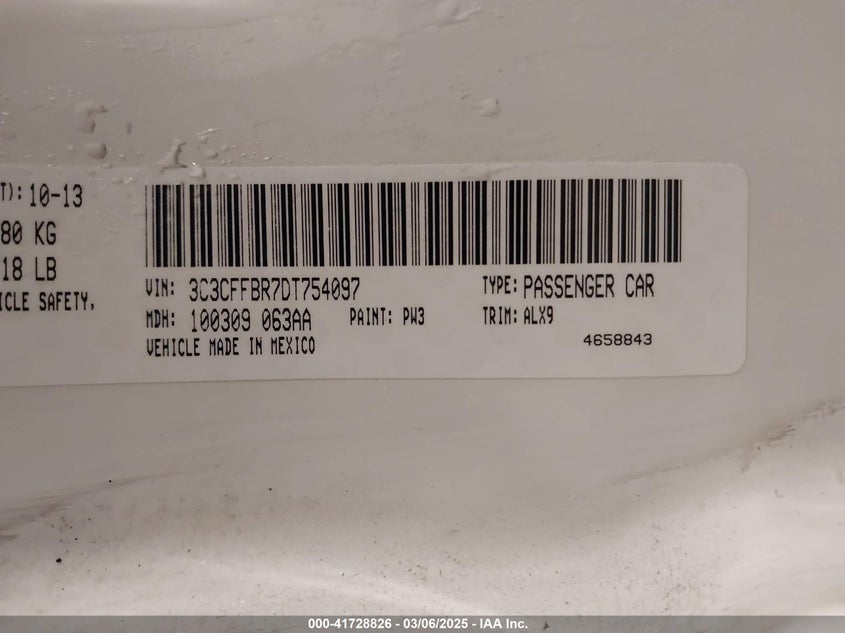 T): 10-13
80 KG
18 LB
ICLE SAFETY,
VIN: 3C3CFFBR7DT754097
TYPE: PASSENGER CAR
MDH: 100309 063AA
PAINT: PW3
TRIM: ALX9
VEHICLE MADE IN MEXICO
4658843
000-41728826 - 03/06/2025 - IAA Inc.